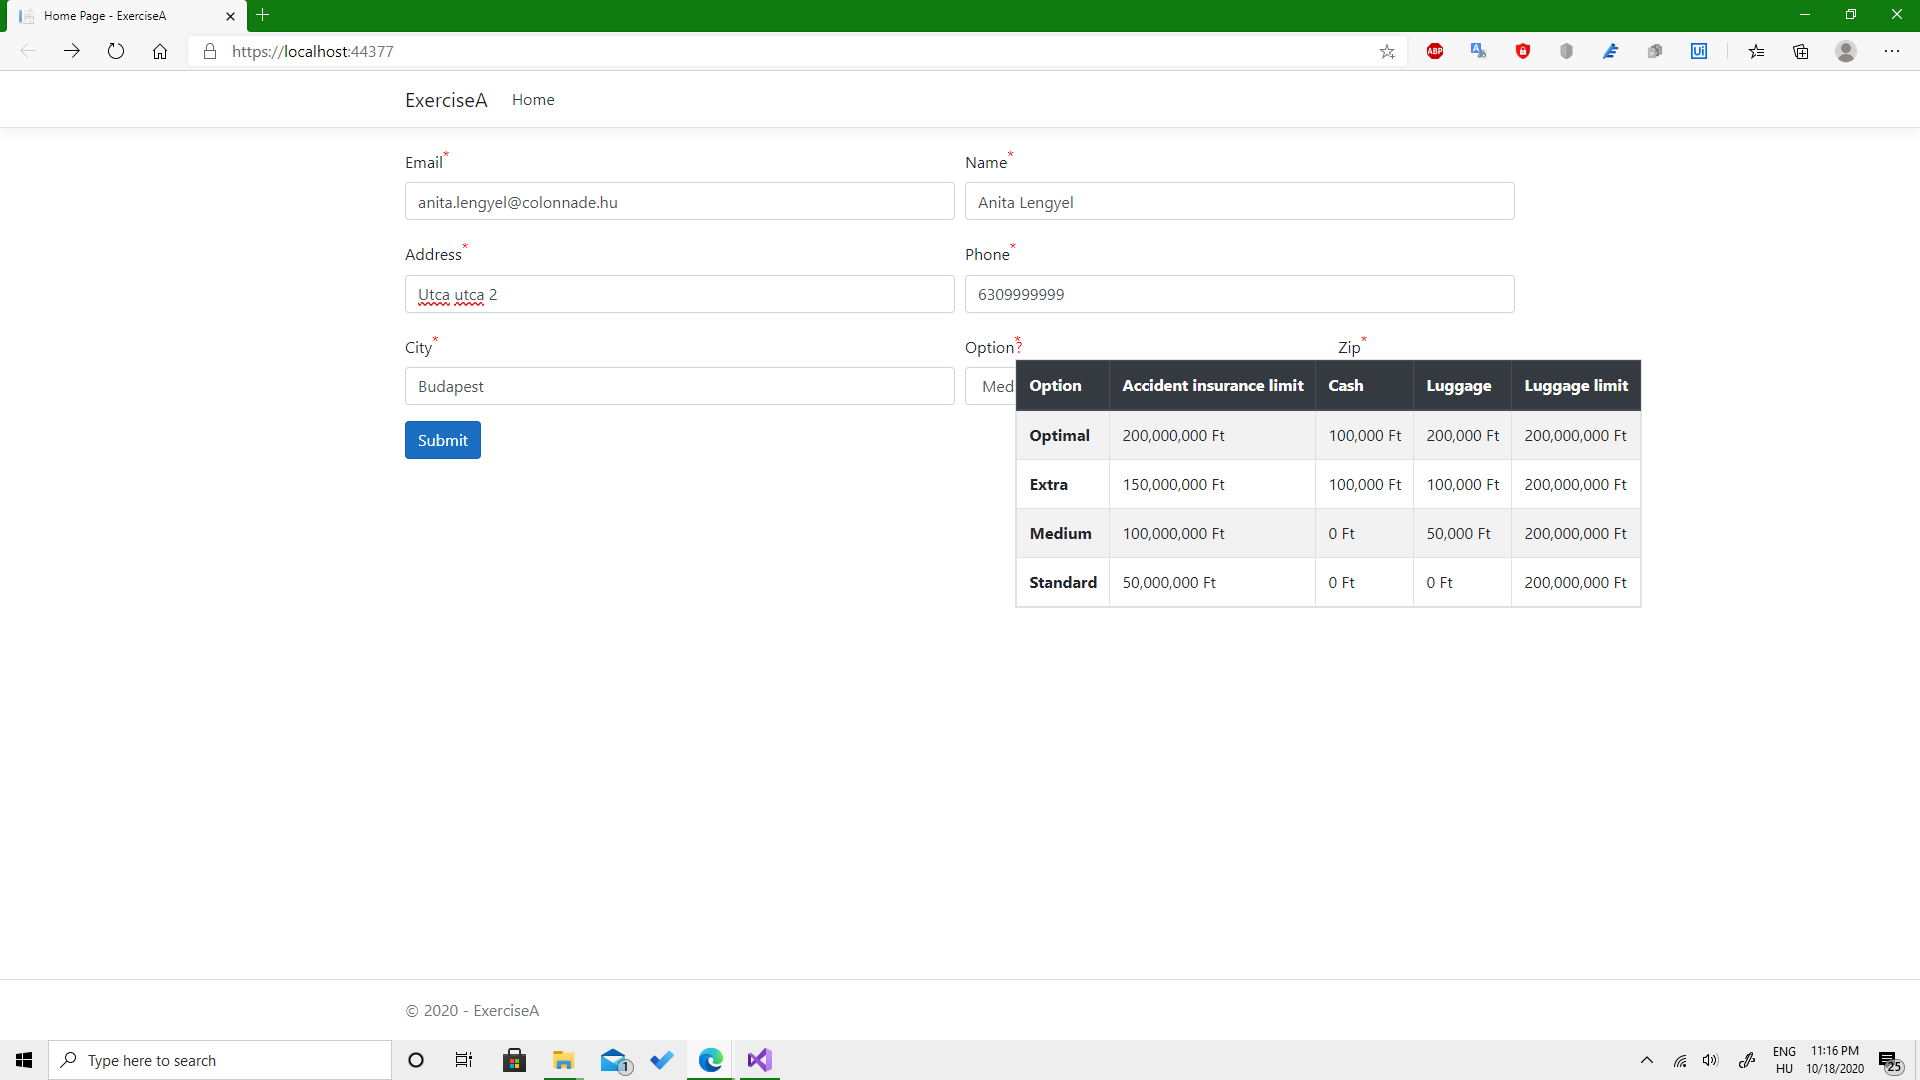 Home Page - ExerciseA
https://localhost:44377
ABP
Ui
ExerciseA Home
Email* Name*
anita.lengyel@colonnade.hu Anita Lengyel
Address* Phone*
Utca utca 2 6309999999
City* Option?* Zip*
Budapest Med
Option Accident insurance limit Cash Luggage Luggage limit
Optimal 200,000,000 Ft 100,000 Ft 200,000 Ft 200,000,000 Ft
Submit
Extra 150,000,000 Ft 100,000 Ft 100,000 Ft 200,000,000 Ft
Medium 100,000,000 Ft 0 Ft 50,000 Ft 200,000,000 Ft
Standard 50,000,000 Ft 0 Ft 0 Ft 200,000,000 Ft
© 2020 - ExerciseA
Type here to search
1
ENG
HU
11:16 PM
10/18/2020
25